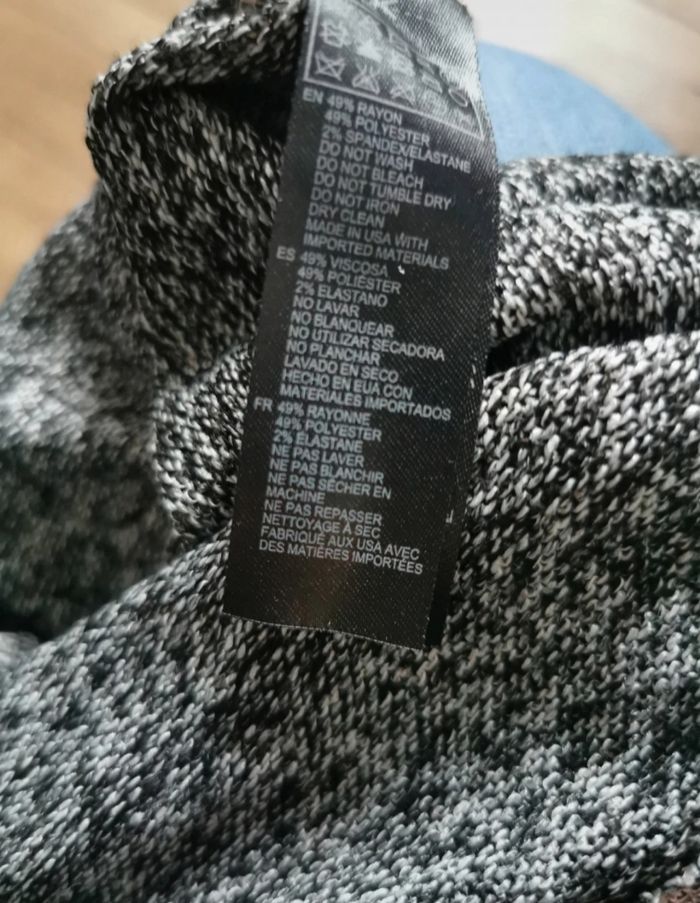 EN 49% RAYON
49% POLYESTER
2% SPANDEX/ELASTANE
DO NOT WASH
DO NOT BLEACH
DO NOT TUMBLE DRY
DO NOT IRON
DRY CLEAN
MADE IN USA WITH
IMPORTED MATERIALS
ES 49% VISCOSA
49% POLIÉSTER
2% ELASTANO
NO LAVAR
NO BLANQUEAR
NO UTILIZAR SECADORA
NO PLANCHAR
LAVADO EN SECO
HECHO EN EUA CON
MATERIALES IMPORTADOS
FR 49% RAYONNE
49% POLYESTER
2% ÉLASTANE
NE PAS LAVER
NE PAS BLANCHIR
NE PAS SÉCHER EN
MACHINE
NE PAS REPASSER
NETTOYAGE À SEC
FABRIQUÉ AUX USA AVEC
DES MATIÈRES IMPORTÉES